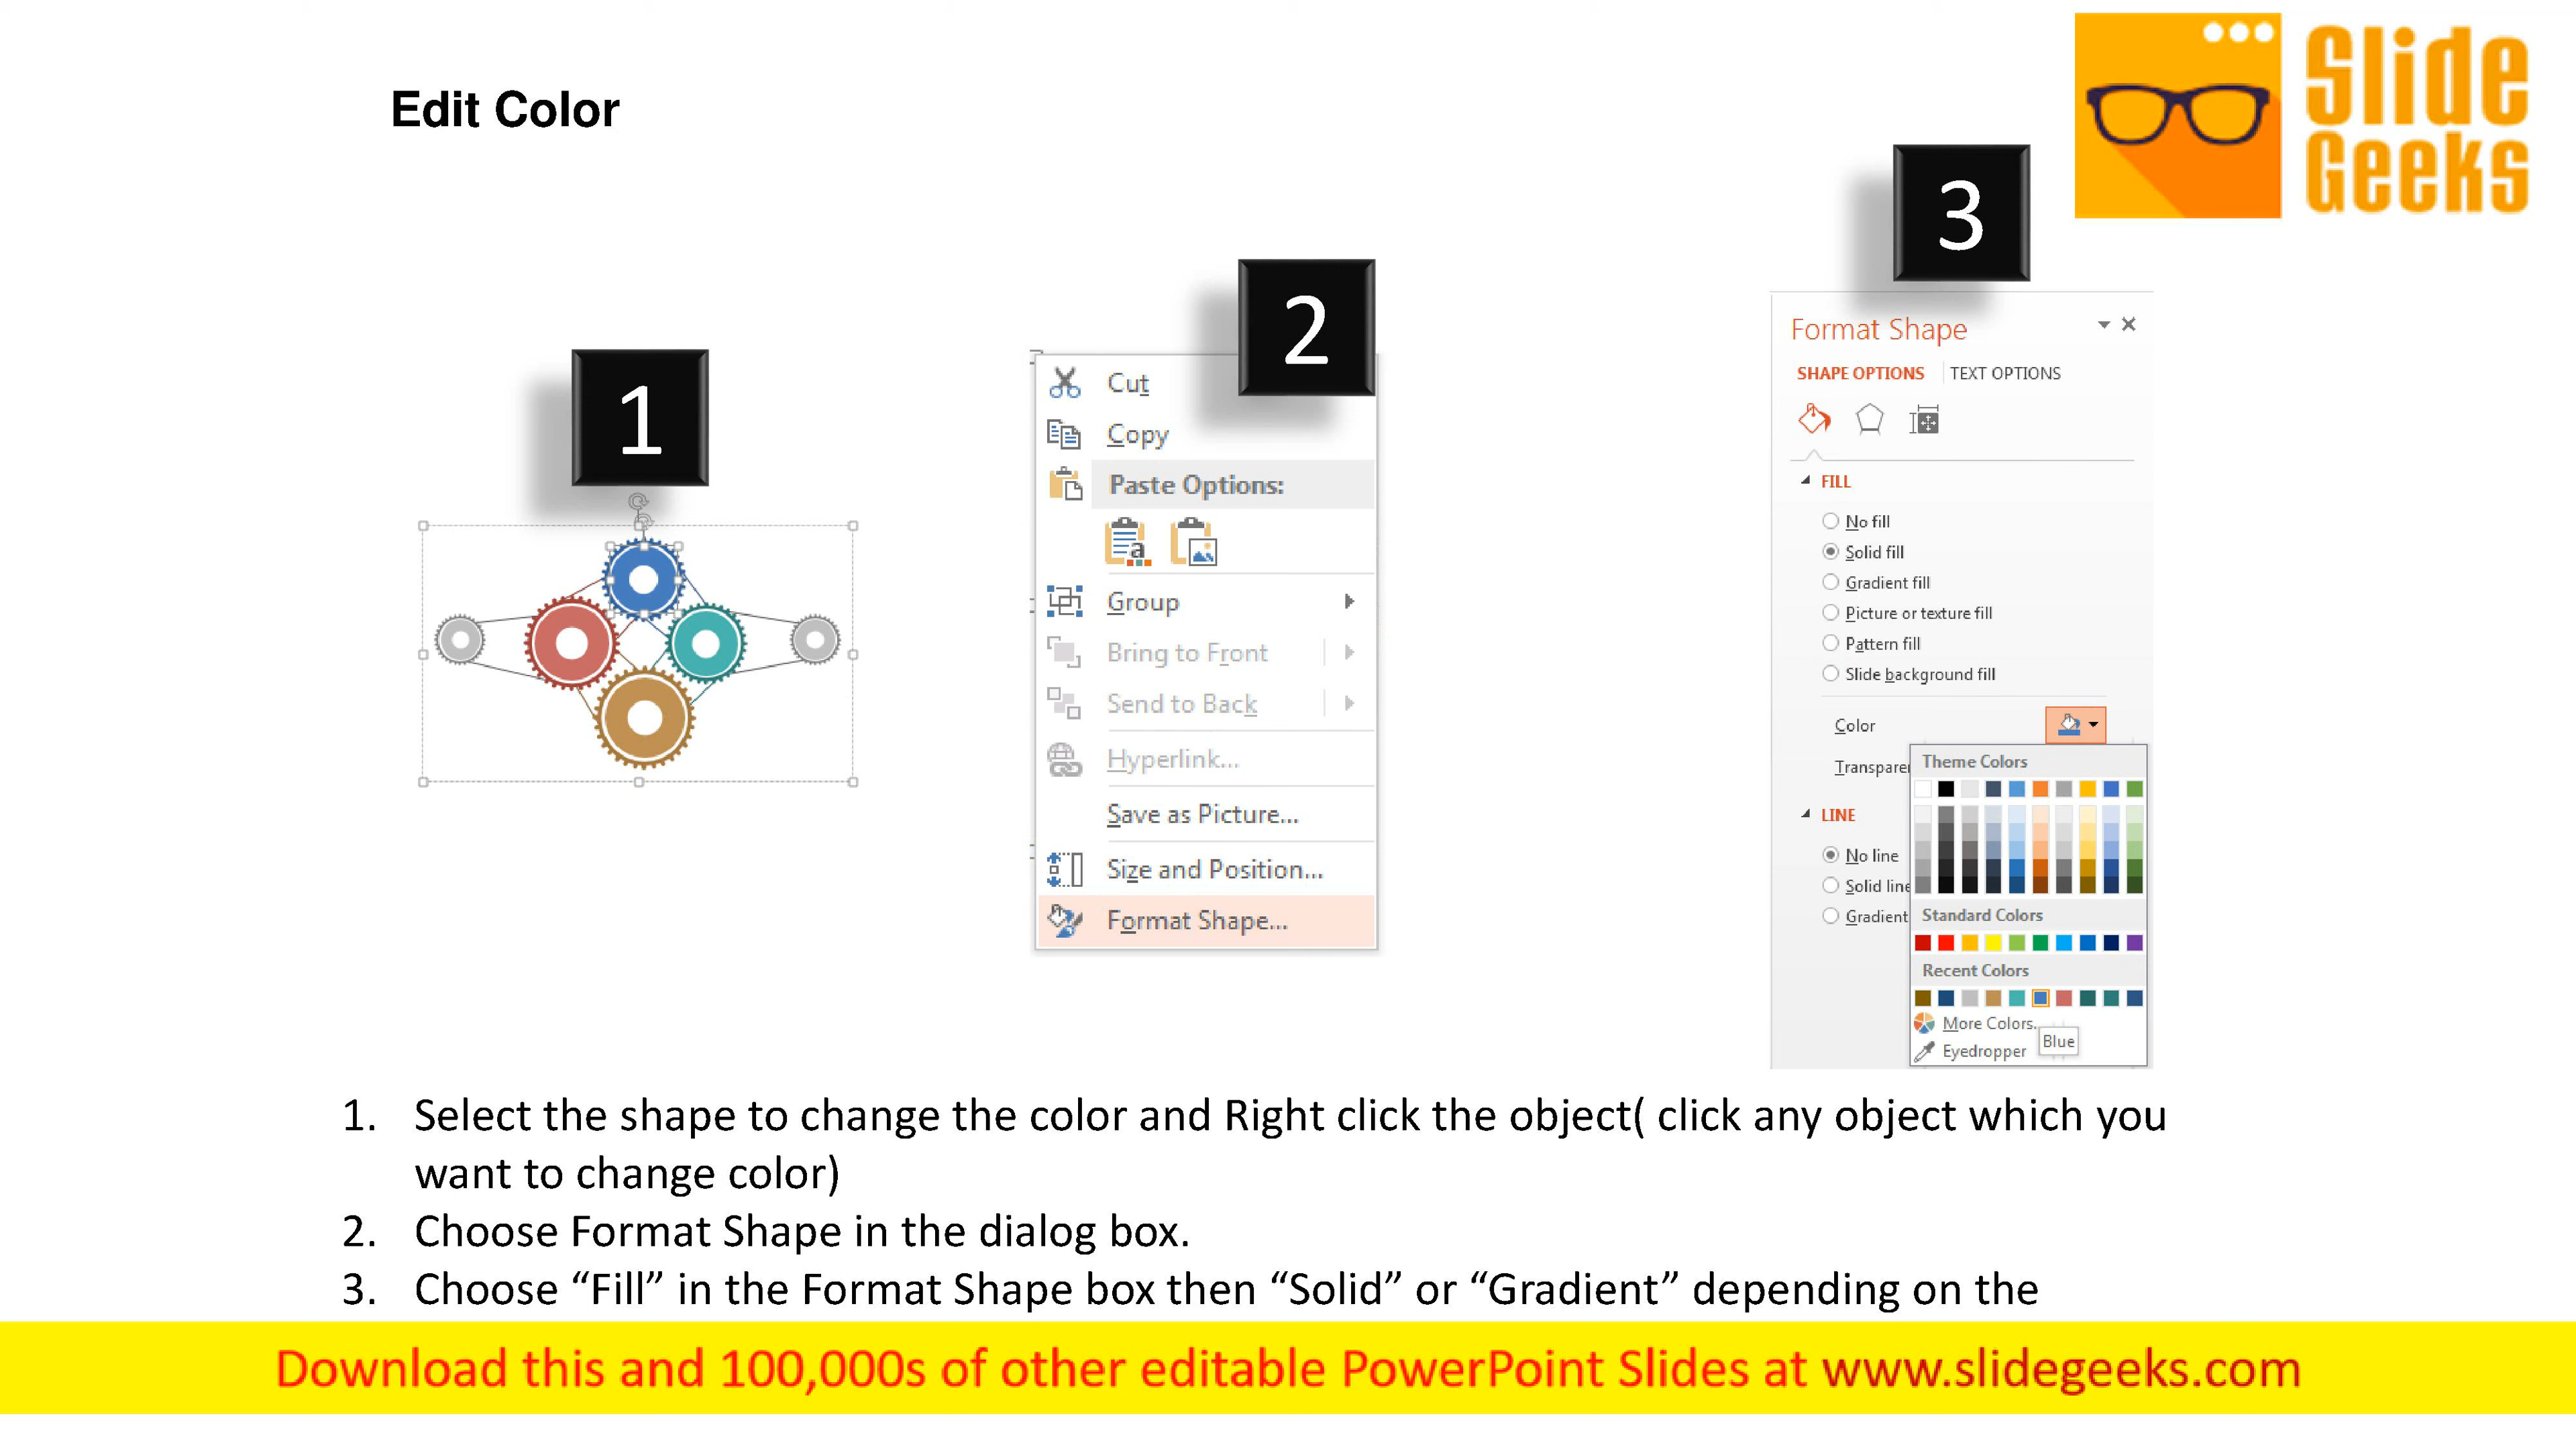 Slide
Geeks
Edit Color
1
2
3
Cut
Copy
Paste Options:
Group
Bring to Front
Send to Back
Hyperlink...
Save as Picture...
Size and Position...
Format Shape...
Format Shape
SHAPE OPTIONS TEXT OPTIONS
FILL
No fill
Solid fill
Gradient fill
Picture or texture fill
Pattern fill
Slide background fill
Color
Theme Colors
LINE
No line
Solid line
Gradient
Standard Colors
Recent Colors
More Colors..
Blue
Eyedropper
1. Select the shape to change the color and Right click the object( click any object which you
want to change color)
2. Choose Format Shape in the dialog box.
3. Choose “Fill” in the Format Shape box then “Solid” or “Gradient” depending on the
Download this and 100,000s of other editable PowerPoint Slides at www.slidegeeks.com